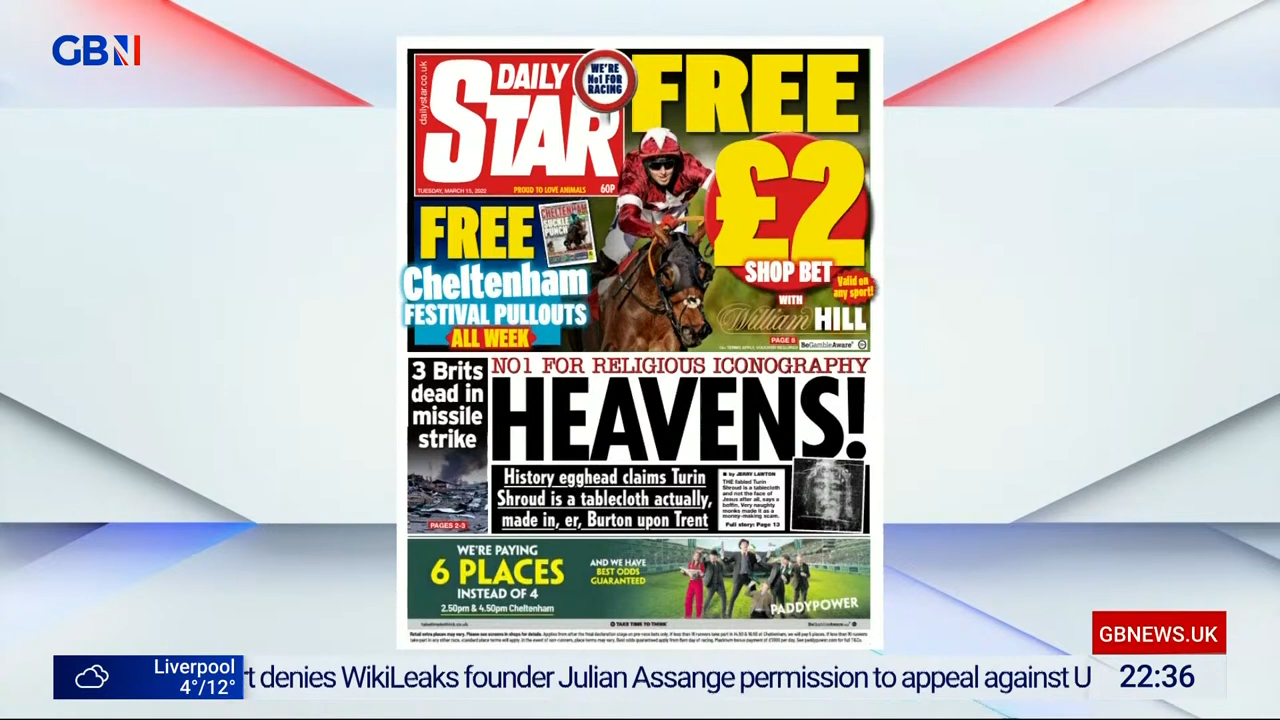 GBN
dailystar.co.uk
DAILY
STAR
WE'RE
No1 FOR
RACING
TUESDAY, MARCH 15, 2022
PROUD TO LOVE ANIMALS
60P
FREE
£2
SHOP BET
Valid on
any sport!
WITH
William HILL
PAGE 8
BeGambleAware
FREE
CHELTENHAM
SUCKLE
PUNCH
Cheltenham
FESTIVAL PULLOUTS
ALL WEEK
3 Brits
dead in
missile
strike
PAGES 2-3
NO1 FOR RELIGIOUS ICONOGRAPHY
HEAVENS!
History egghead claims Turin
Shroud is a tablecloth actually,
made in, er, Burton upon Trent
by JERRY LAWTON
THE fabled Turin
Shroud is a tablecloth
and not the face of
Jesus after all, says a
boffin. Very naughty
monks made it as a
money-making scam.
Full story: Page 13
WE'RE PAYING
6 PLACES
INSTEAD OF 4
2.50pm & 4.50pm Cheltenham
AND WE HAVE
BEST ODDS
GUARANTEED
PADDYPOWER
TAKE TIME TO THINK
GBNEWS.UK
Liverpool
4°/12°
rt denies WikiLeaks founder Julian Assange permission to appeal against U
22:36